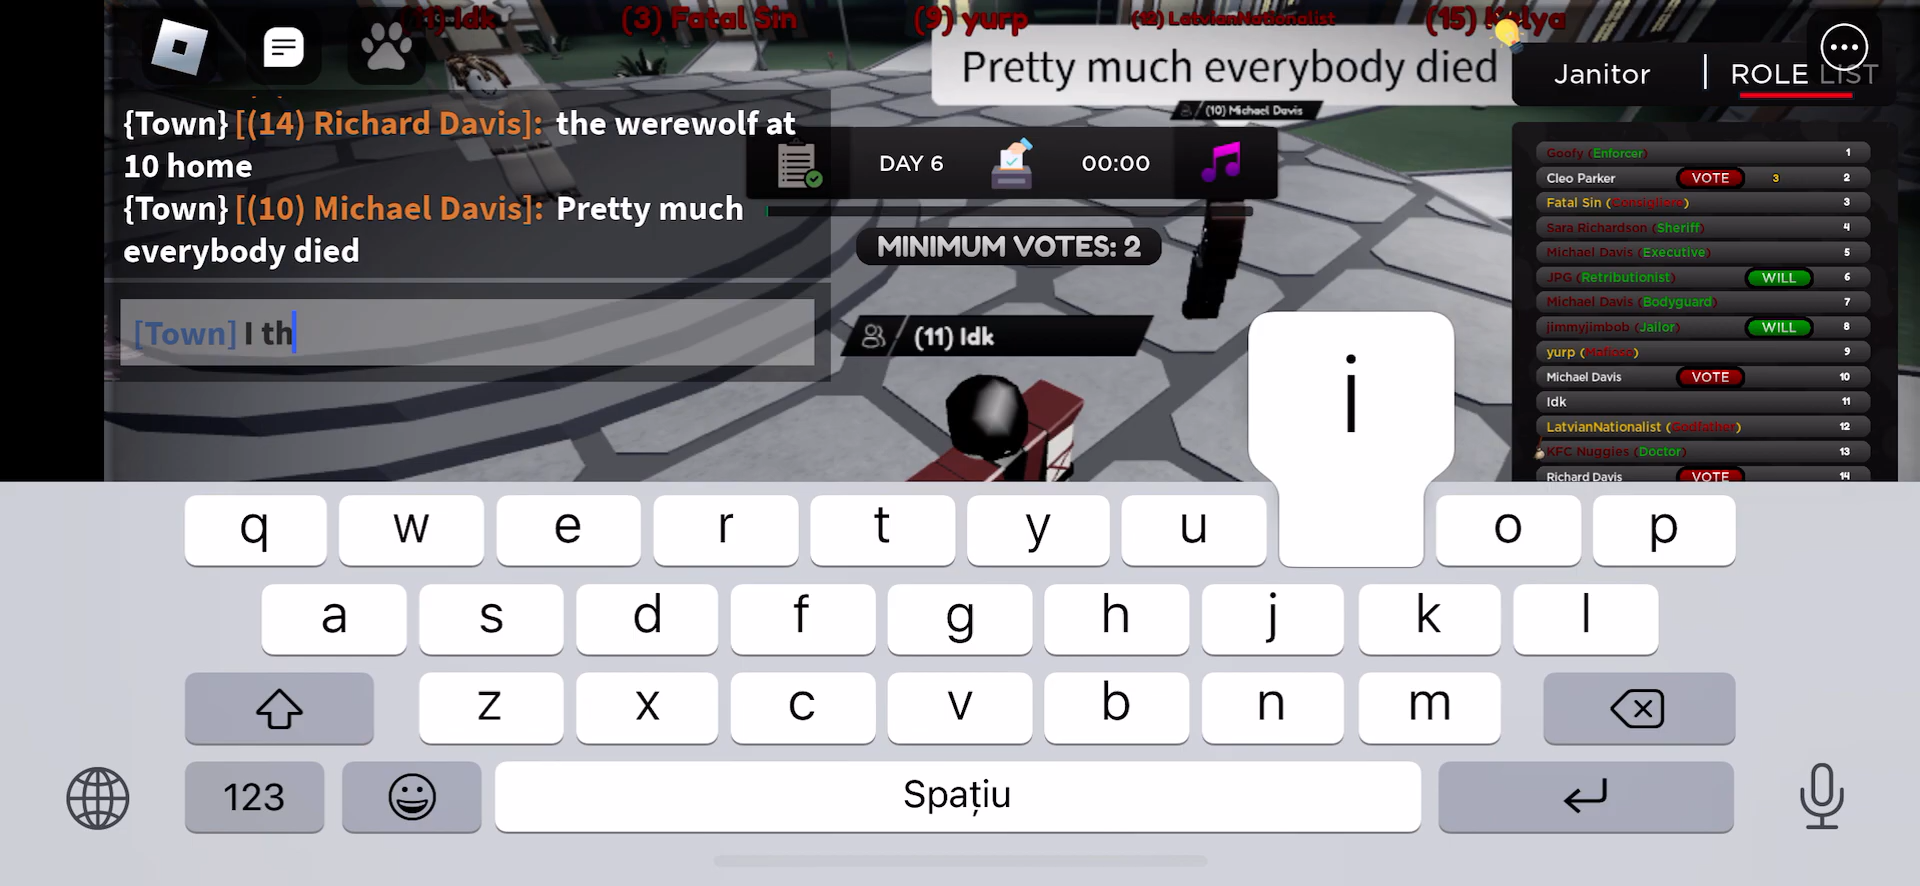 (11) Idk
(3) Fatal Sin
(9) yurp
(12) LatvianNationalist
(15)
Pretty much everybody died
Janitor
ROLE LIST
(10) Michael Davis
{Town} [(14) Richard Davis]: the werewolf at
10 home
{Town} [(10) Michael Davis]: Pretty much
everybody died
[Town] I th
DAY 6
00:00
MINIMUM VOTES: 2
(11) Idk
Goofy (Enforcer) 1
Cleo Parker VOTE 3 2
Fatal Sin (Consigliere) 3
Sara Richardson (Sheriff) 4
Michael Davis (Executive) 5
JPG (Retributionist) WILL 6
Michael Davis (Bodyguard) 7
jimmyjimbob (Jailor) WILL 8
yurp (Mafioso) 9
Michael Davis VOTE 10
Idk 11
LatvianNationalist (Godfather) 12
KFC Nuggies (Doctor) 13
Richard Davis VOTE 14
i
q w e r t y u o p
a s d f g h j k l
z x c v b n m
123
Spațiu